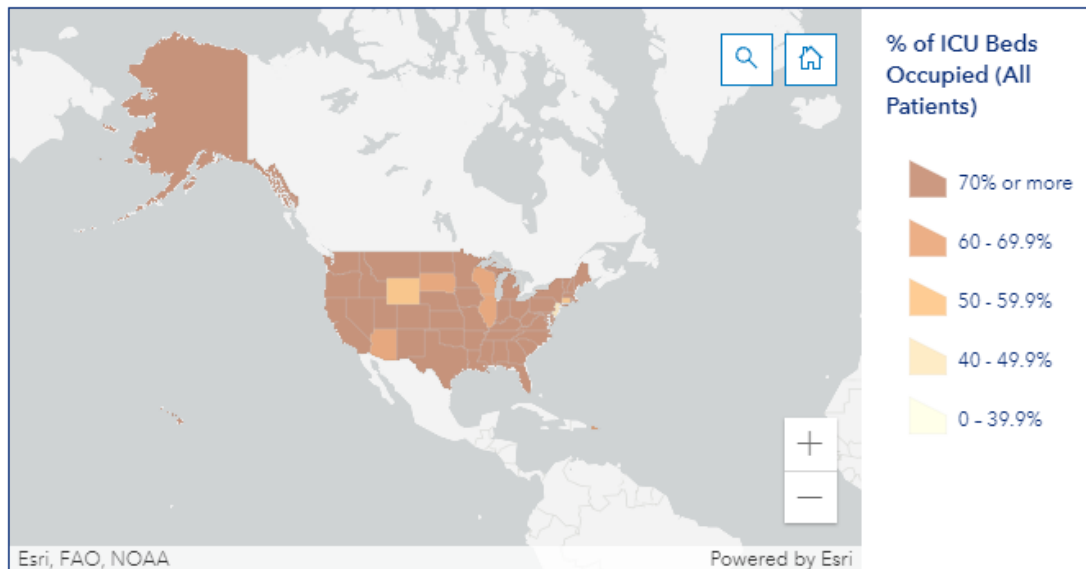 % of ICU Beds
Occupied (All
Patients)
70% or more
60 - 69.9%
50 - 59.9%
40 - 49.9%
0 - 39.9%
Esri, FAO, NOAA
Powered by Esri